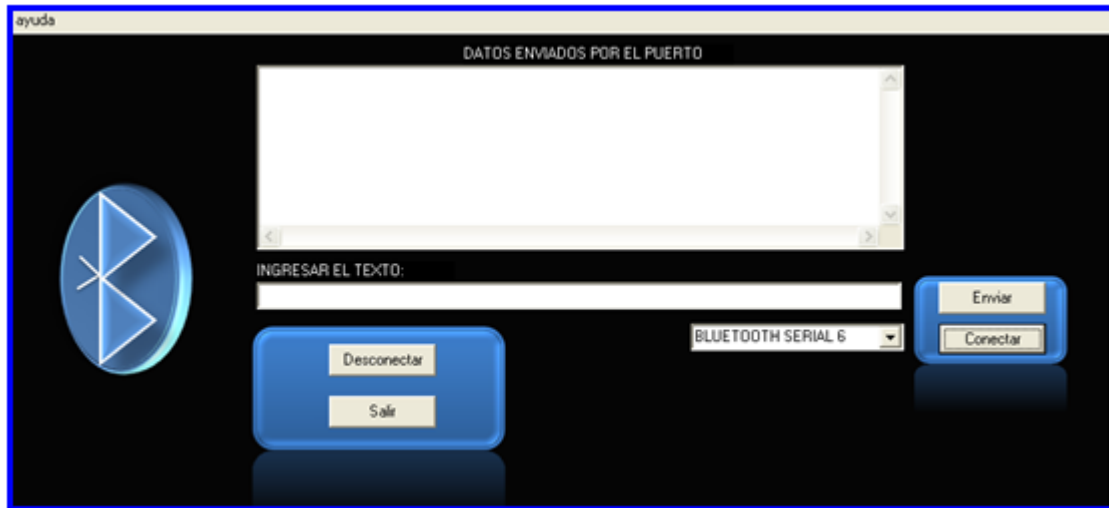 ayuda
DATOS ENVIADOS POR EL PUERTO
INGRESAR EL TEXTO:
Enviar
BLUETOOTH SERIAL 6
Conectar
Desconectar
Salir